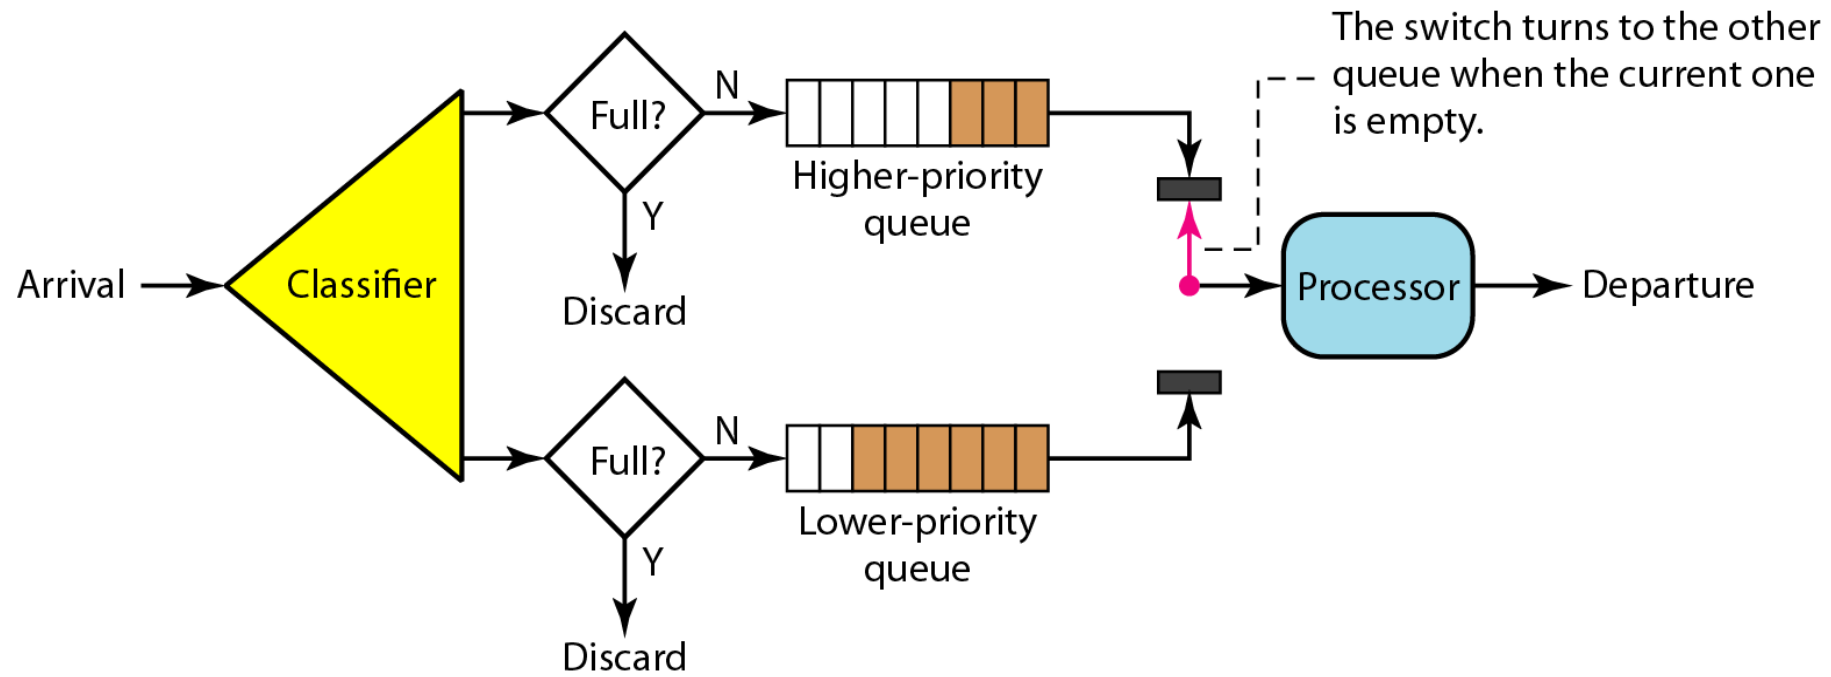 The switch turns to the other
queue when the current one
is empty.
Full?
N
Y
Discard
Higher-priority
queue
Arrival
Classifier
Processor
Departure
Full?
N
Y
Discard
Lower-priority
queue